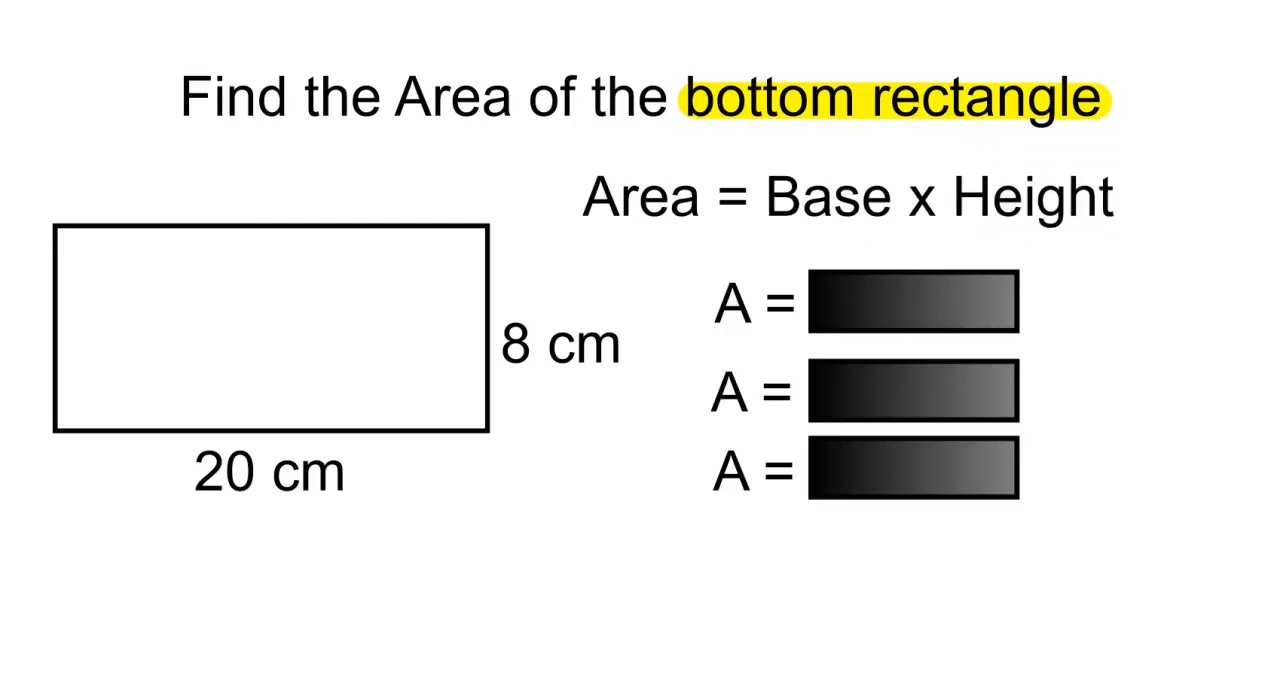 Find the Area of the bottom rectangle
Area = Base x Height
A =
8 cm
A =
A =
20 cm